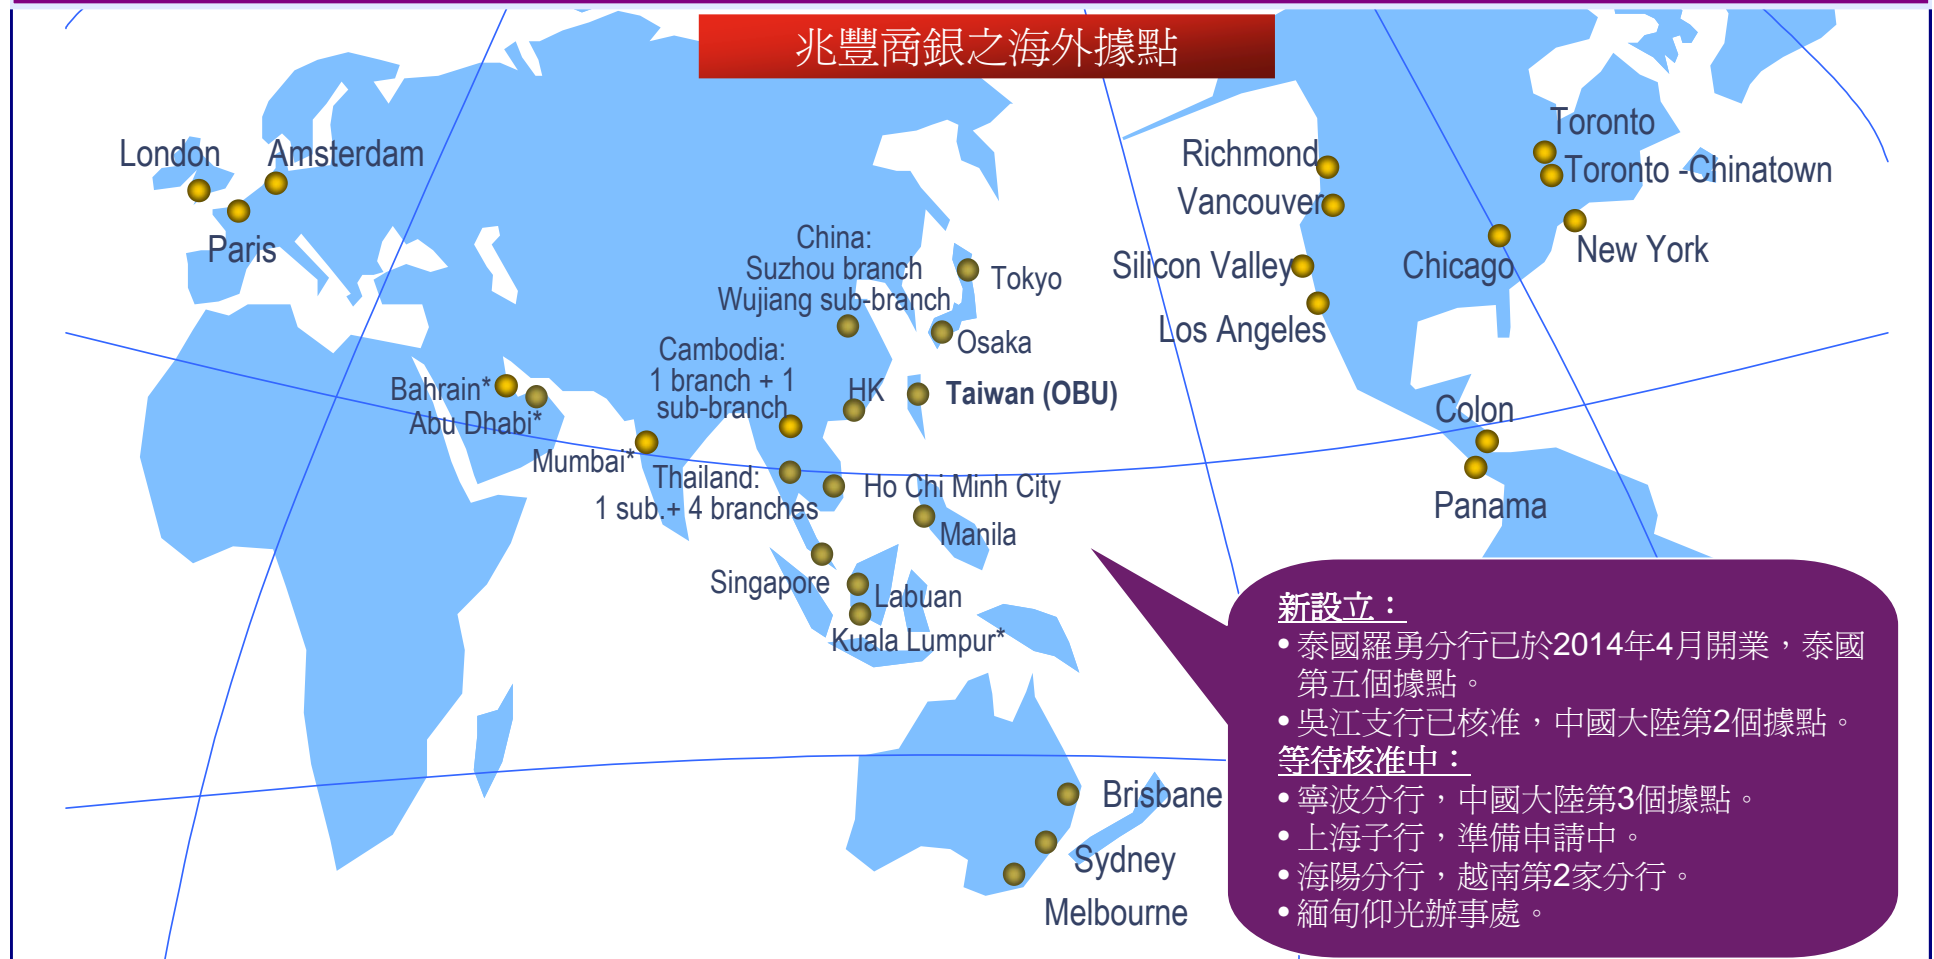 兆豐商銀之海外據點
London
Amsterdam
Paris
China:
Suzhou branch
Wujiang sub-branch
Tokyo
Osaka
Cambodia:
1 branch + 1
sub-branch
HK
Taiwan (OBU)
Bahrain*
Abu Dhabi*
Mumbai*
Thailand:
1 sub.+ 4 branches
Ho Chi Minh City
Manila
Singapore
Labuan
Kuala Lumpur*
Brisbane
Sydney
Melbourne
Richmond
Vancouver
Silicon Valley
Los Angeles
Chicago
Toronto
Toronto -Chinatown
New York
Colon
Panama
新設立：
•泰國羅勇分行已於2014年4月開業，泰國
第五個據點。
•吳江支行已核准，中國大陸第2個據點。
等待核准中：
•寧波分行，中國大陸第3個據點。
•上海子行，準備申請中。
•海陽分行，越南第2家分行。
•緬甸仰光辦事處。